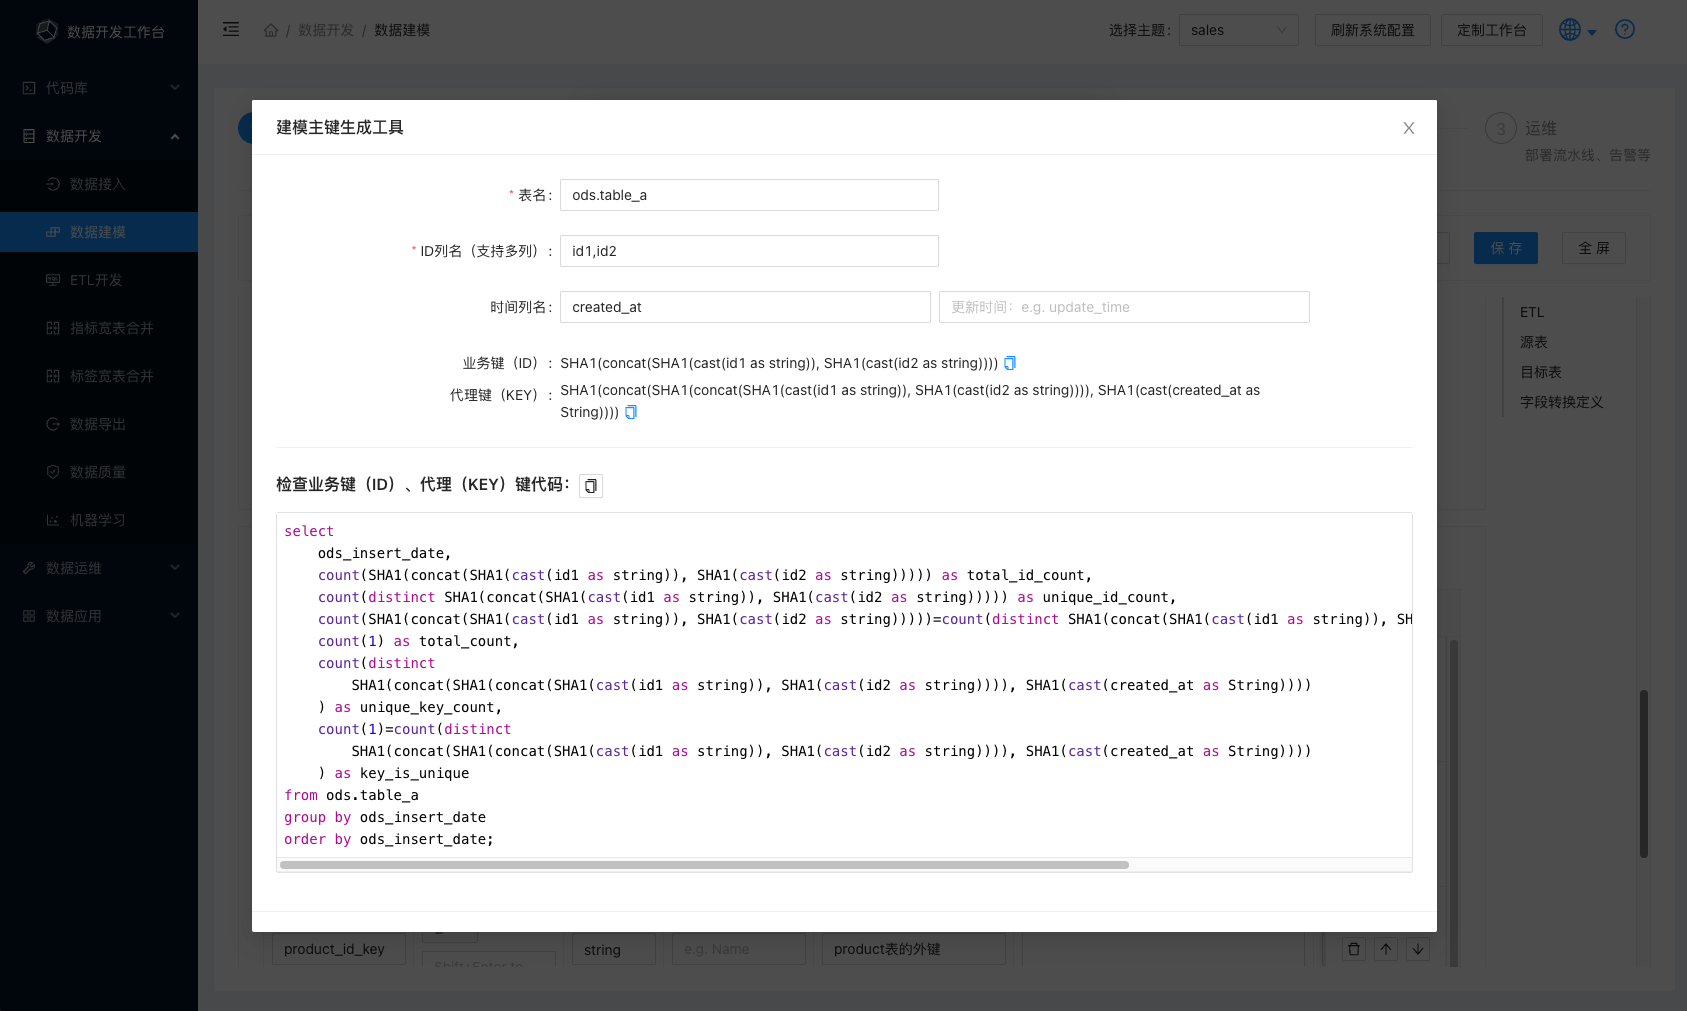 数据开发工作台
代码库
数据开发
数据接入
数据建模
ETL开发
指标宽表合并
标签宽表合并
数据导出
数据质量
机器学习
数据运维
数据应用
/ 数据开发 / 数据建模
选择主题: sales 刷新系统配置 定制工作台
3 运维
部署流水线、告警等
保 存 全 屏
ETL
源表
目标表
字段转换定义
建模主键生成工具
* 表名: ods.table_a
* ID列名（支持多列）: id1,id2
时间列名: created_at 更新时间：e.g. update_time
业务键（ID）: SHA1(concat(SHA1(cast(id1 as string)), SHA1(cast(id2 as string))))
代理键（KEY）: SHA1(concat(SHA1(concat(SHA1(cast(id1 as string)), SHA1(cast(id2 as string)))), SHA1(cast(created_at as
String))))
检查业务键（ID）、代理（KEY）键代码：
select
ods_insert_date,
count(SHA1(concat(SHA1(cast(id1 as string)), SHA1(cast(id2 as string))))) as total_id_count,
count(distinct SHA1(concat(SHA1(cast(id1 as string)), SHA1(cast(id2 as string))))) as unique_id_count,
count(SHA1(concat(SHA1(cast(id1 as string)), SHA1(cast(id2 as string)))))=count(distinct SHA1(concat(SHA1(cast(id1 as string)), SH
count(1) as total_count,
count(distinct
SHA1(concat(SHA1(concat(SHA1(cast(id1 as string)), SHA1(cast(id2 as string)))), SHA1(cast(created_at as String))))
) as unique_key_count,
count(1)=count(distinct
SHA1(concat(SHA1(concat(SHA1(cast(id1 as string)), SHA1(cast(id2 as string)))), SHA1(cast(created_at as String))))
) as key_is_unique
from ods.table_a
group by ods_insert_date
order by ods_insert_date;
product_id_key string e.g. Name product表的外键
Shift+Enter to